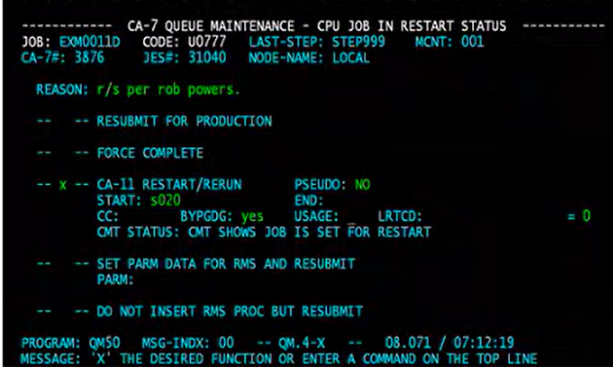 ------------ CA-7 QUEUE MAINTENANCE - CPU JOB IN RESTART STATUS -----------
JOB: EXM0011D CODE: U0777 LAST-STEP: STEP999 MCNT: 001
CA-7#: 3876 JES#: 31040 NODE-NAME: LOCAL
REASON: r/s per rob powers.
-- -- RESUBMIT FOR PRODUCTION
-- -- FORCE COMPLETE
-- x -- CA-11 RESTART/RERUN PSEUDO: NO
START: s020 END:
CC: BYPGDG: yes USAGE: _ LRTCD: = 0
CMT STATUS: CMT SHOWS JOB IS SET FOR RESTART
-- -- SET PARM DATA FOR RMS AND RESUBMIT
PARM:
-- -- DO NOT INSERT RMS PROC BUT RESUBMIT
PROGRAM: QM50 MSG-INDX: 00 -- QM.4-X -- 08.071 / 07:12:19
MESSAGE: 'X' THE DESIRED FUNCTION OR ENTER A COMMAND ON THE TOP LINE